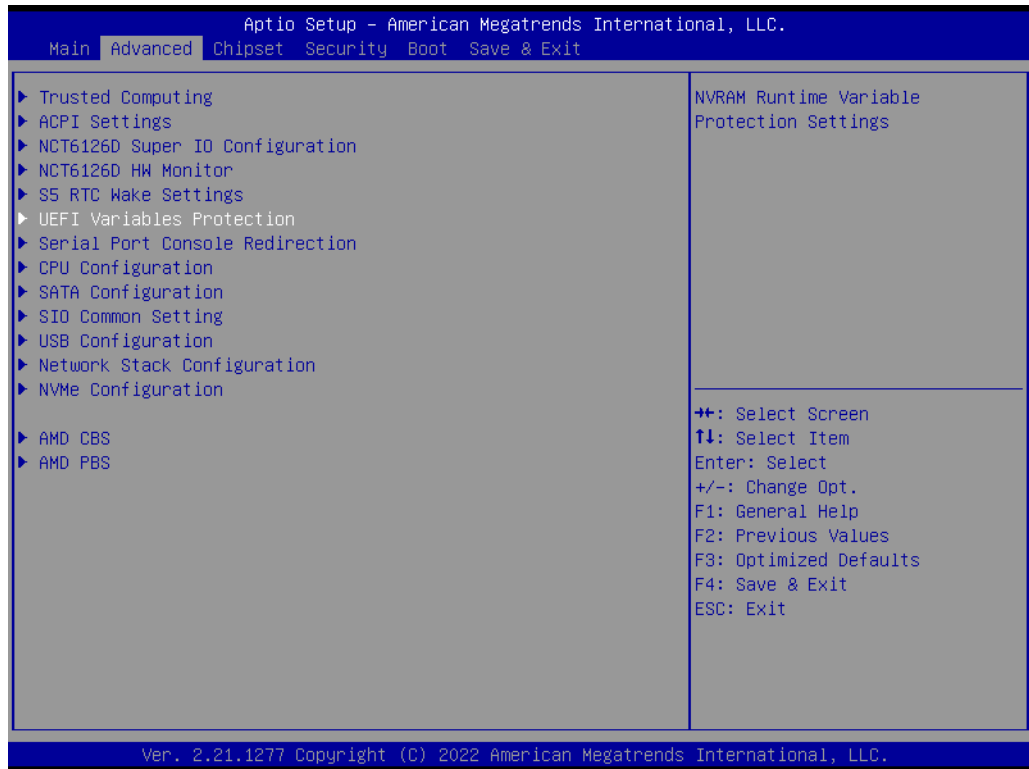 Aptio Setup – American Megatrends International, LLC.
Main Advanced Chipset Security Boot Save & Exit
▶ Trusted Computing
▶ ACPI Settings
▶ NCT6126D Super IO Configuration
▶ NCT6126D HW Monitor
▶ S5 RTC Wake Settings
▶ UEFI Variables Protection
▶ Serial Port Console Redirection
▶ CPU Configuration
▶ SATA Configuration
▶ SIO Common Setting
▶ USB Configuration
▶ Network Stack Configuration
▶ NVMe Configuration
▶ AMD CBS
▶ AMD PBS
NVRAM Runtime Variable
Protection Settings
→←: Select Screen
↑↓: Select Item
Enter: Select
+/-: Change Opt.
F1: General Help
F2: Previous Values
F3: Optimized Defaults
F4: Save & Exit
ESC: Exit
Ver. 2.21.1277 Copyright (C) 2022 American Megatrends International, LLC.